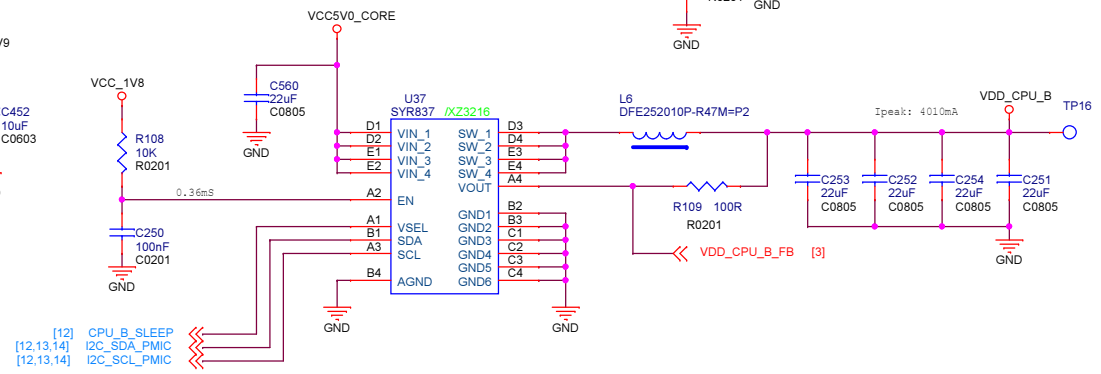 GND
GND
V9
VCC5V0_CORE
VCC_1V8
C452
10uF
C0603
R108
10K
R0201
C560
22uF
C0805
GND
U37
SYR837 /XZ3216
D1 VIN_1 SW_1 D3
D2 VIN_2 SW_2 D4
E1 VIN_3 SW_3 E3
E2 VIN_4 SW_4 E4
VOUT A4
A2 EN
GND1 B2
A1 VSEL GND2 B3
B1 SDA GND3 C1
A3 SCL GND4 C2
GND5 C3
B4 AGND GND6 C4
L6
DFE252010P-R47M=P2
Ipeak: 4010mA
VDD_CPU_B
TP16
0.36mS
C250
100nF
C0201
GND
R109 100R
R0201
VDD_CPU_B_FB [3]
C253
22uF
C0805
C252
22uF
C0805
C254
22uF
C0805
C251
22uF
C0805
GND
GND
GND
[12] CPU_B_SLEEP
[12,13,14] I2C_SDA_PMIC
[12,13,14] I2C_SCL_PMIC